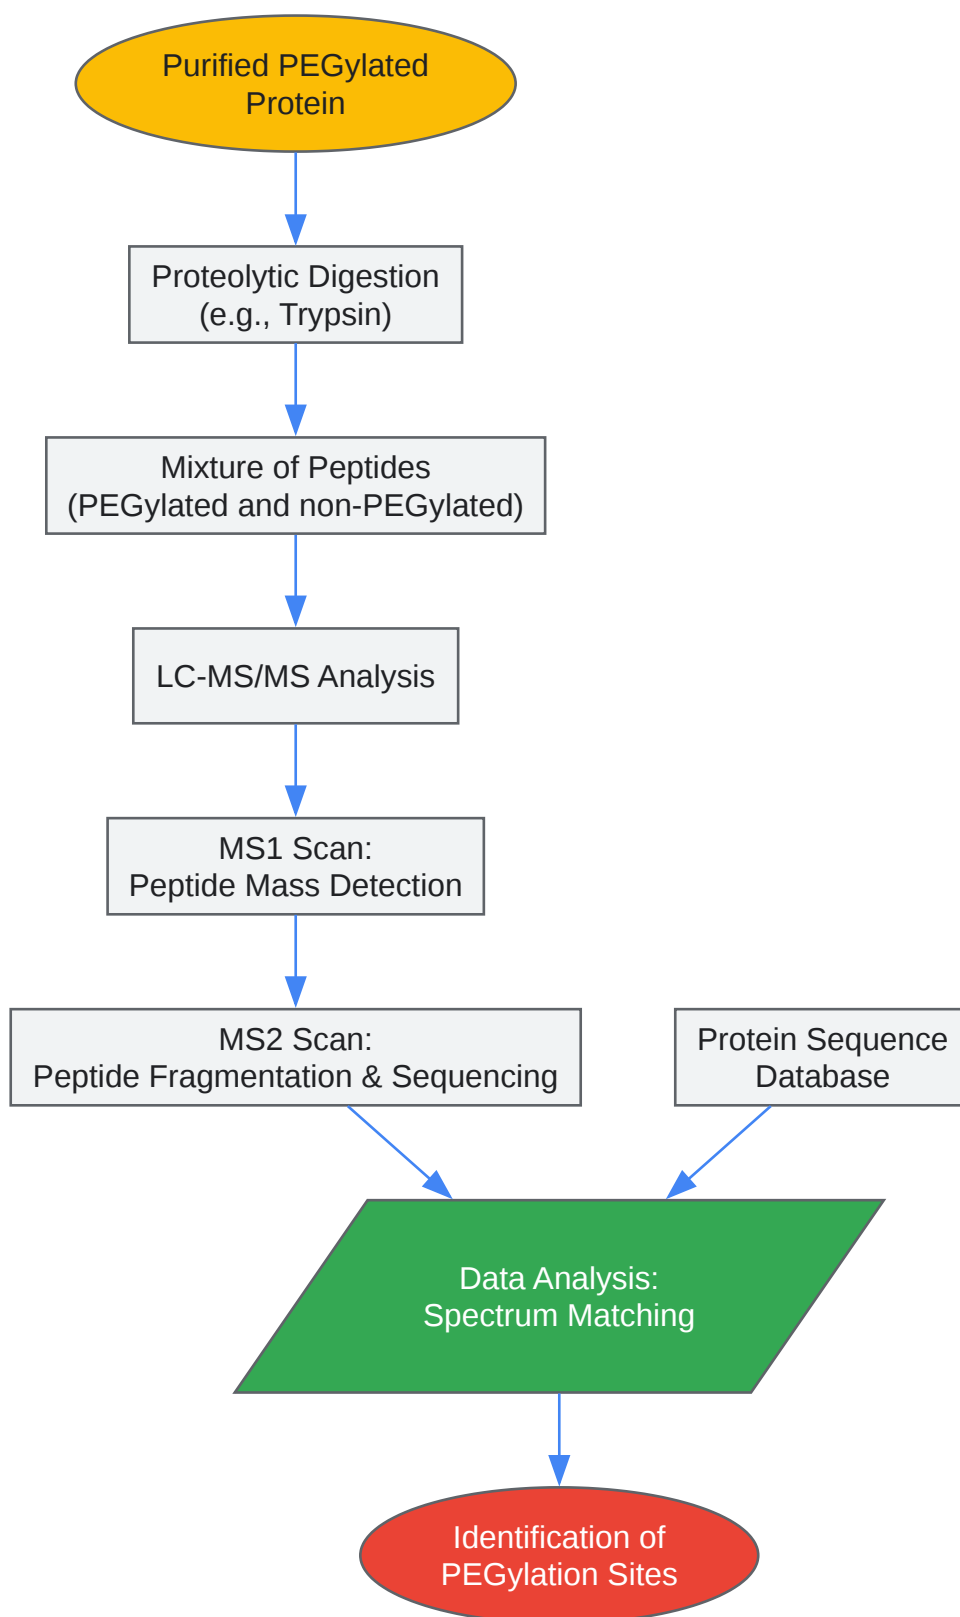 Purified PEGylated
Protein
Proteolytic Digestion
(e.g., Trypsin)
Mixture of Peptides
(PEGylated and non-PEGylated)
LC-MS/MS Analysis
MS1 Scan:
Peptide Mass Detection
MS2 Scan:
Peptide Fragmentation & Sequencing
Protein Sequence
Database
Data Analysis:
Spectrum Matching
Identification of
PEGylation Sites